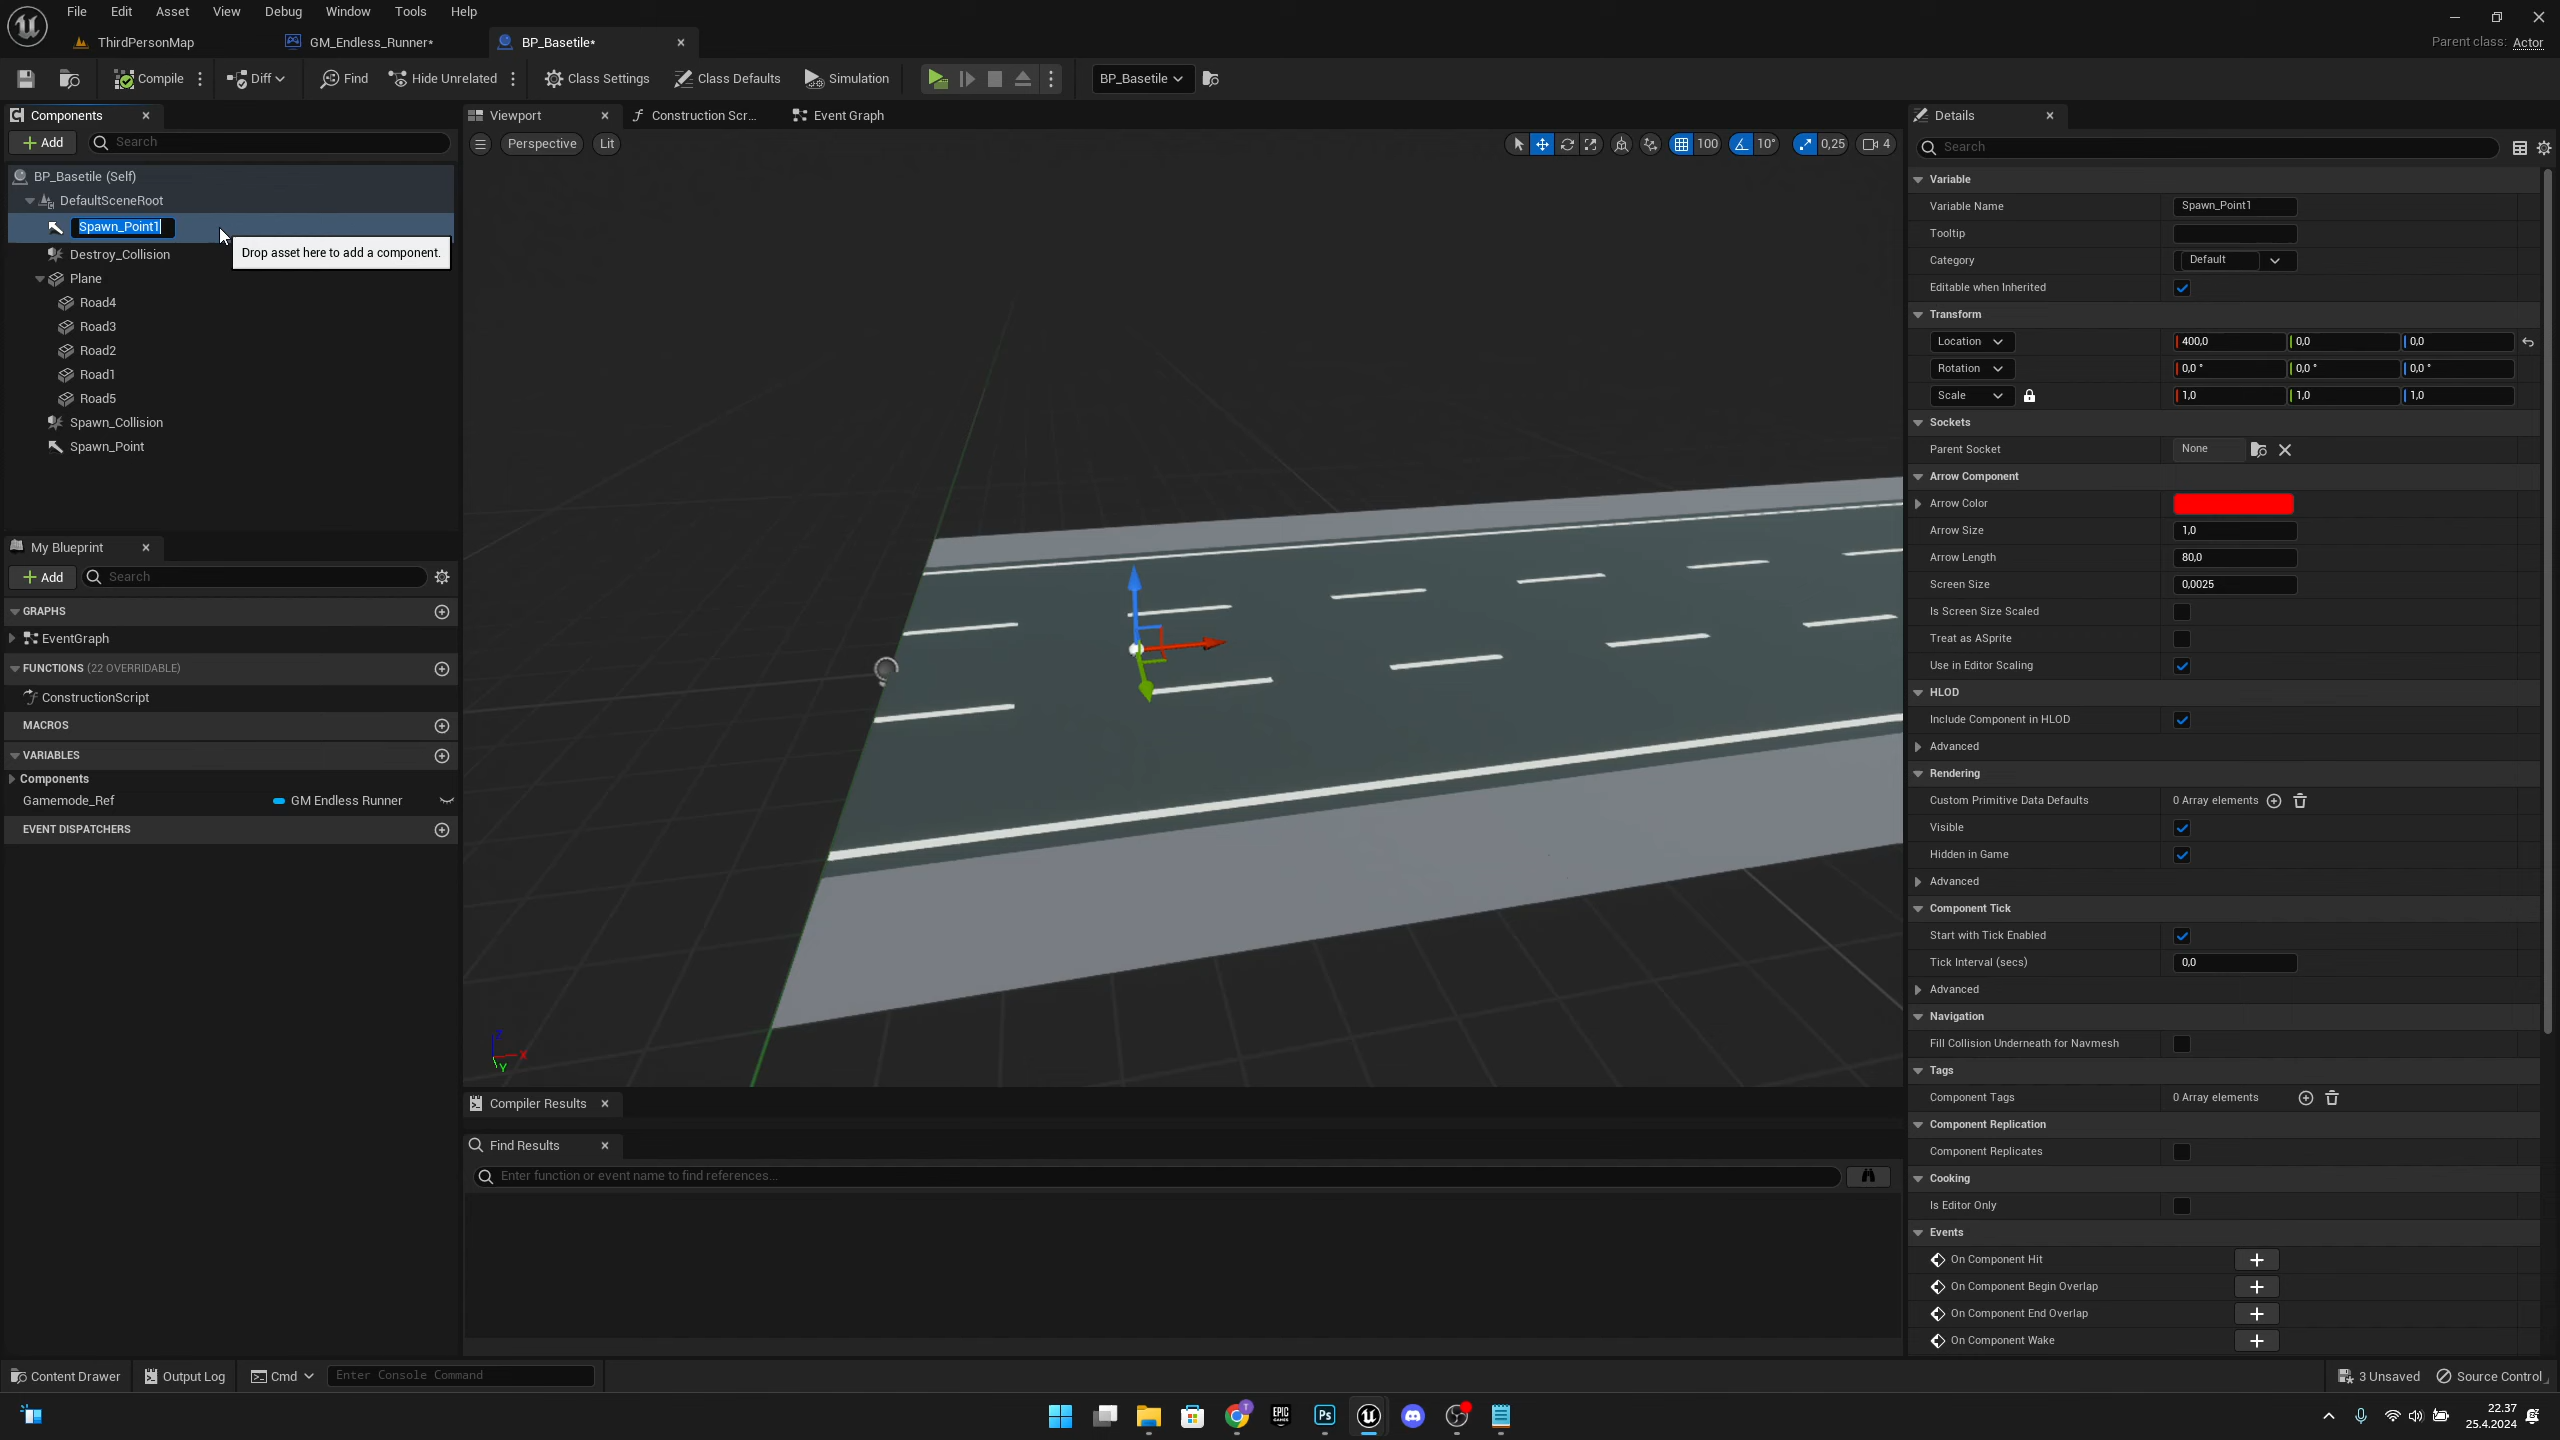 File Edit Asset View Debug Window Tools Help
ThirdPersonMap
GM_Endless_Runner*
BP_Basetile*
Parent class: Actor
Compile
Diff
Find
Hide Unrelated
Class Settings
Class Defaults
Simulation
BP_Basetile
Components
Add
Search
BP_Basetile (Self)
DefaultSceneRoot
Spawn_Point1
Drop asset here to add a component.
Destroy_Collision
Plane
Road4
Road3
Road2
Road1
Road5
Spawn_Collision
Spawn_Point
My Blueprint
Add
Search
GRAPHS
EventGraph
FUNCTIONS (22 OVERRIDABLE)
ConstructionScript
MACROS
VARIABLES
Components
Gamemode_Ref GM Endless Runner
EVENT DISPATCHERS
Viewport
Construction Scr...
Event Graph
Perspective
Lit
100
10°
0,25
4
Z
X
Y
Compiler Results
Find Results
Enter function or event name to find references...
Details
Search
Variable
Variable Name Spawn_Point1
Tooltip
Category Default
Editable when Inherited
Transform
Location 400,0 0,0 0,0
Rotation 0,0 ° 0,0 ° 0,0 °
Scale 1,0 1,0 1,0
Sockets
Parent Socket None
Arrow Component
Arrow Color
Arrow Size 1,0
Arrow Length 80,0
Screen Size 0,0025
Is Screen Size Scaled
Treat as ASprite
Use in Editor Scaling
HLOD
Include Component in HLOD
Advanced
Rendering
Custom Primitive Data Defaults 0 Array elements
Visible
Hidden in Game
Advanced
Component Tick
Start with Tick Enabled
Tick Interval (secs) 0,0
Advanced
Navigation
Fill Collision Underneath for Navmesh
Tags
Component Tags 0 Array elements
Component Replication
Component Replicates
Cooking
Is Editor Only
Events
On Component Hit
On Component Begin Overlap
On Component End Overlap
On Component Wake
Content Drawer
Output Log
Cmd
Enter Console Command
3 Unsaved
Source Control
EPIC GAMES
Ps
T
22.37
25.4.2024